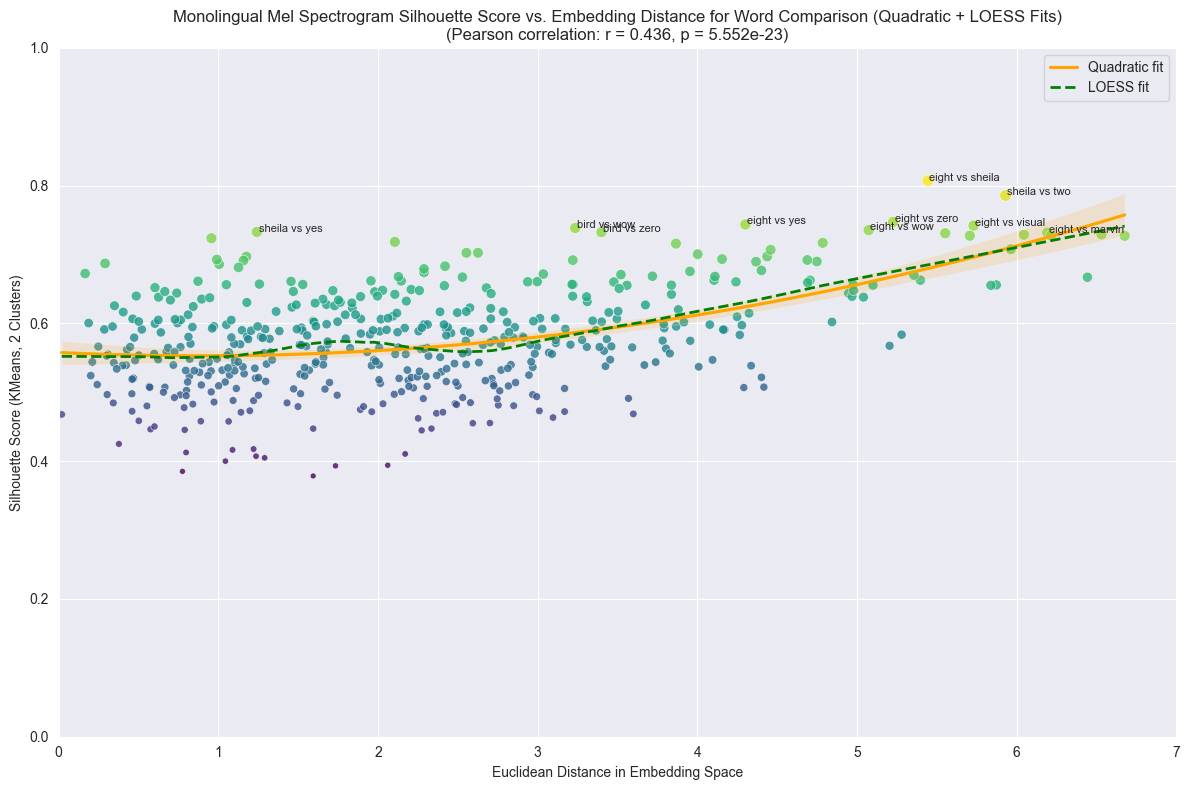 Monolingual Mel Spectrogram Silhouette Score vs. Embedding Distance for Word Comparison (Quadratic + LOESS Fits)
(Pearson correlation: r = 0.436, p = 5.552e-23)
Quadratic fit
LOESS fit
Silhouette Score (KMeans, 2 Clusters)
1.0
0.8
0.6
0.4
0.2
0.0
eight vs sheila
sheila vs two
sheila vs yes
bird vs wow
bird vs zero
eight vs yes
eight vs zero
eight vs wow
eight vs visual
eight vs marvin
0 1 2 3 4 5 6 7
Euclidean Distance in Embedding Space